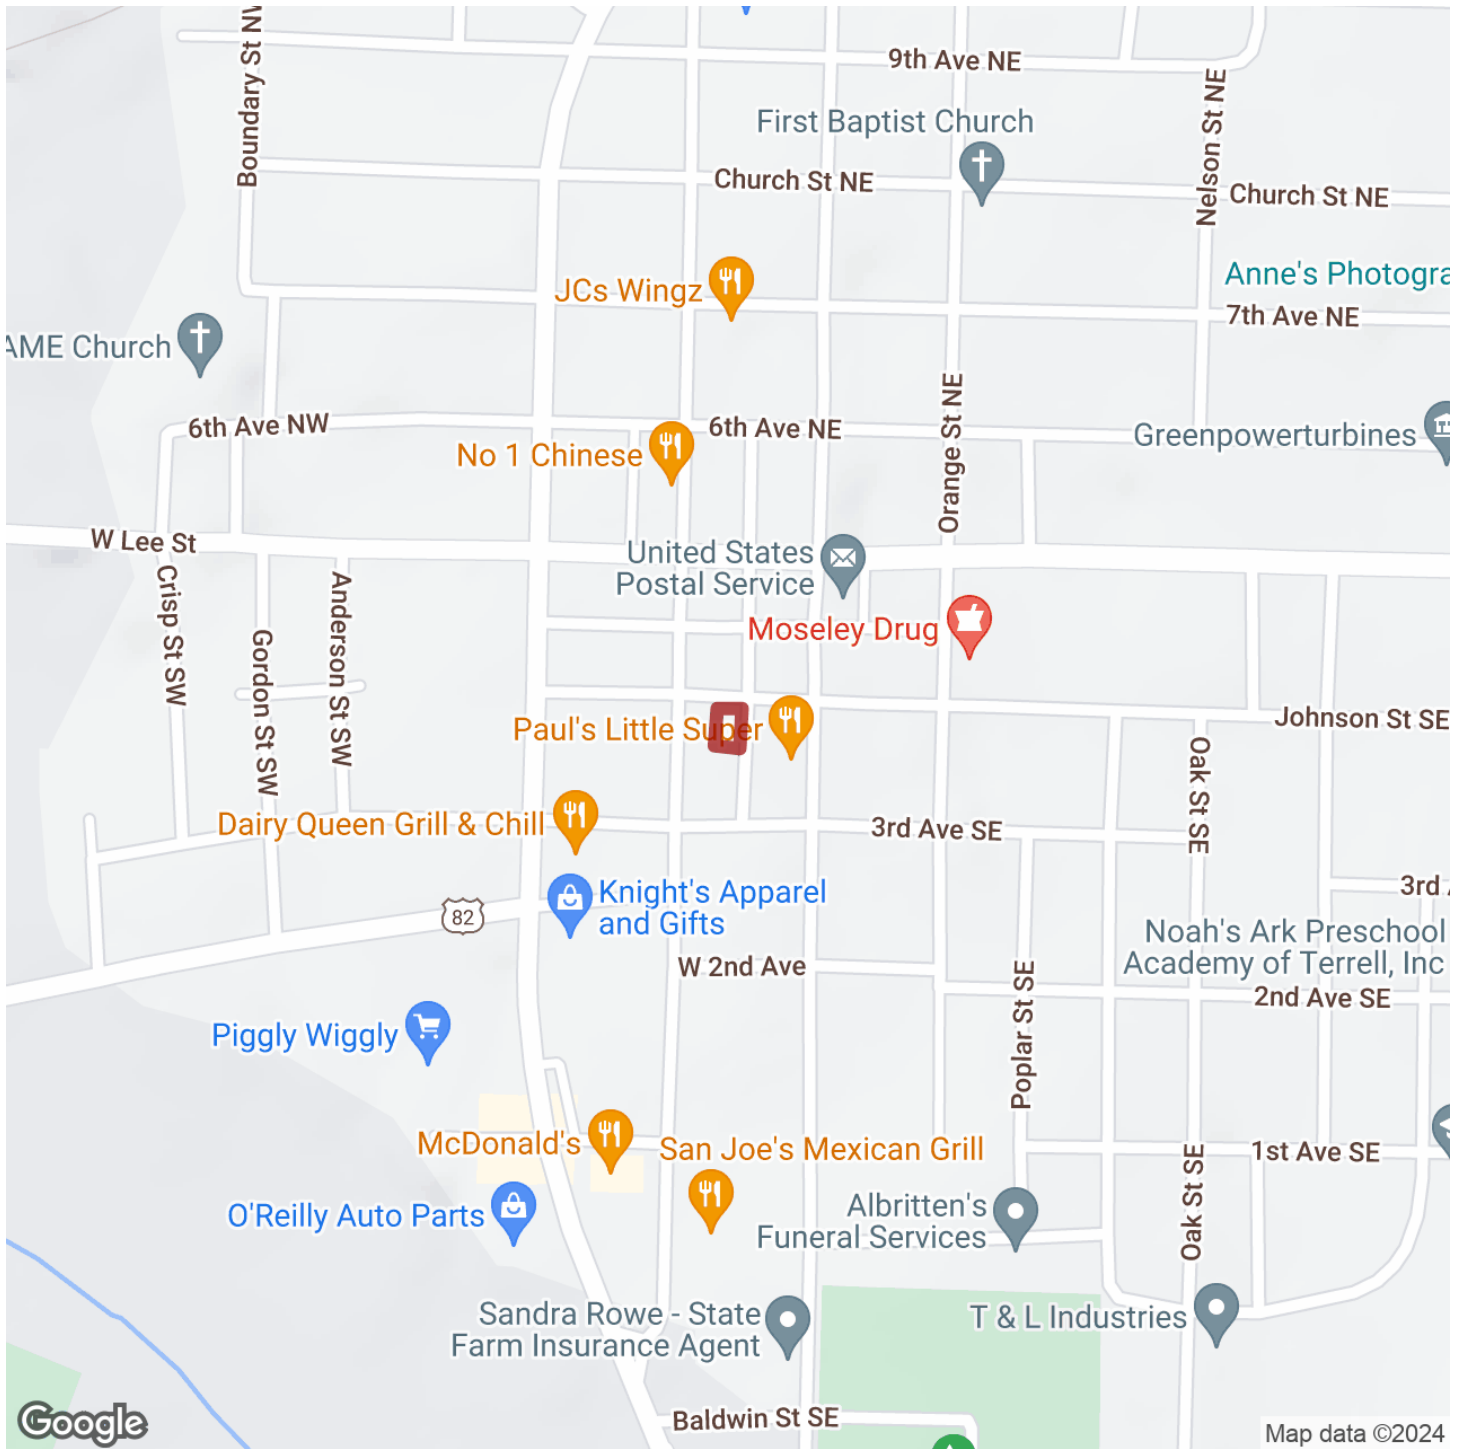 Boundary St NW
9th Ave NE
First Baptist Church
Nelson St NE
Church St NE
Church St NE
Anne's Photogra
JCs Wingz
7th Ave NE
AME Church
Orange St NE
6th Ave NW
6th Ave NE
Greenpowerturbines
No 1 Chinese
W Lee St
United States
Postal Service
Crisp St SW
Anderson St SW
Gordon St SW
Moseley Drug
Johnson St SE
Paul's Little Super
Oak St SE
Dairy Queen Grill & Chill
3rd Ave SE
Knight's Apparel
and Gifts
82
3rd
Noah's Ark Preschool
Academy of Terrell, Inc
W 2nd Ave
2nd Ave SE
Poplar St SE
Piggly Wiggly
McDonald's
San Joe's Mexican Grill
1st Ave SE
Oak St SE
O'Reilly Auto Parts
Albritten's
Funeral Services
Sandra Rowe - State
Farm Insurance Agent
T & L Industries
Baldwin St SE
Google
Map data ©2024